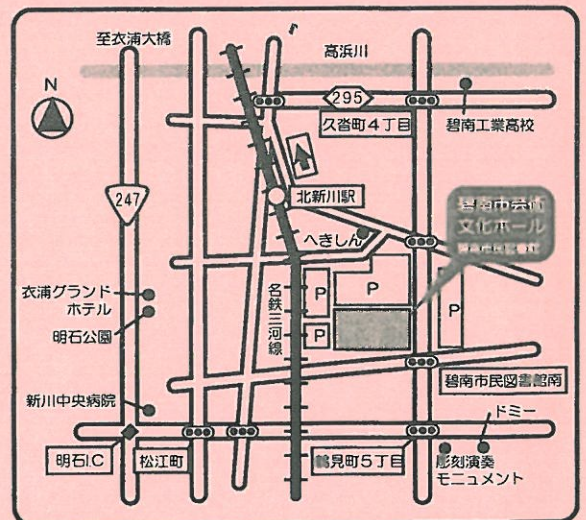 至衣浦大橋
高浜川
N
295
久沓町4丁目
碧南工業高校
247
北新川駅
碧南市芸術
文化ホール
へきしん
衣浦グランド
ホテル
明石公園
名鉄三河線
P
P
P
P
碧南市民図書館南
新川中央病院
ドミー
明石I.C
松江町
鶴見町5丁目
彫刻演奏
モニュメント